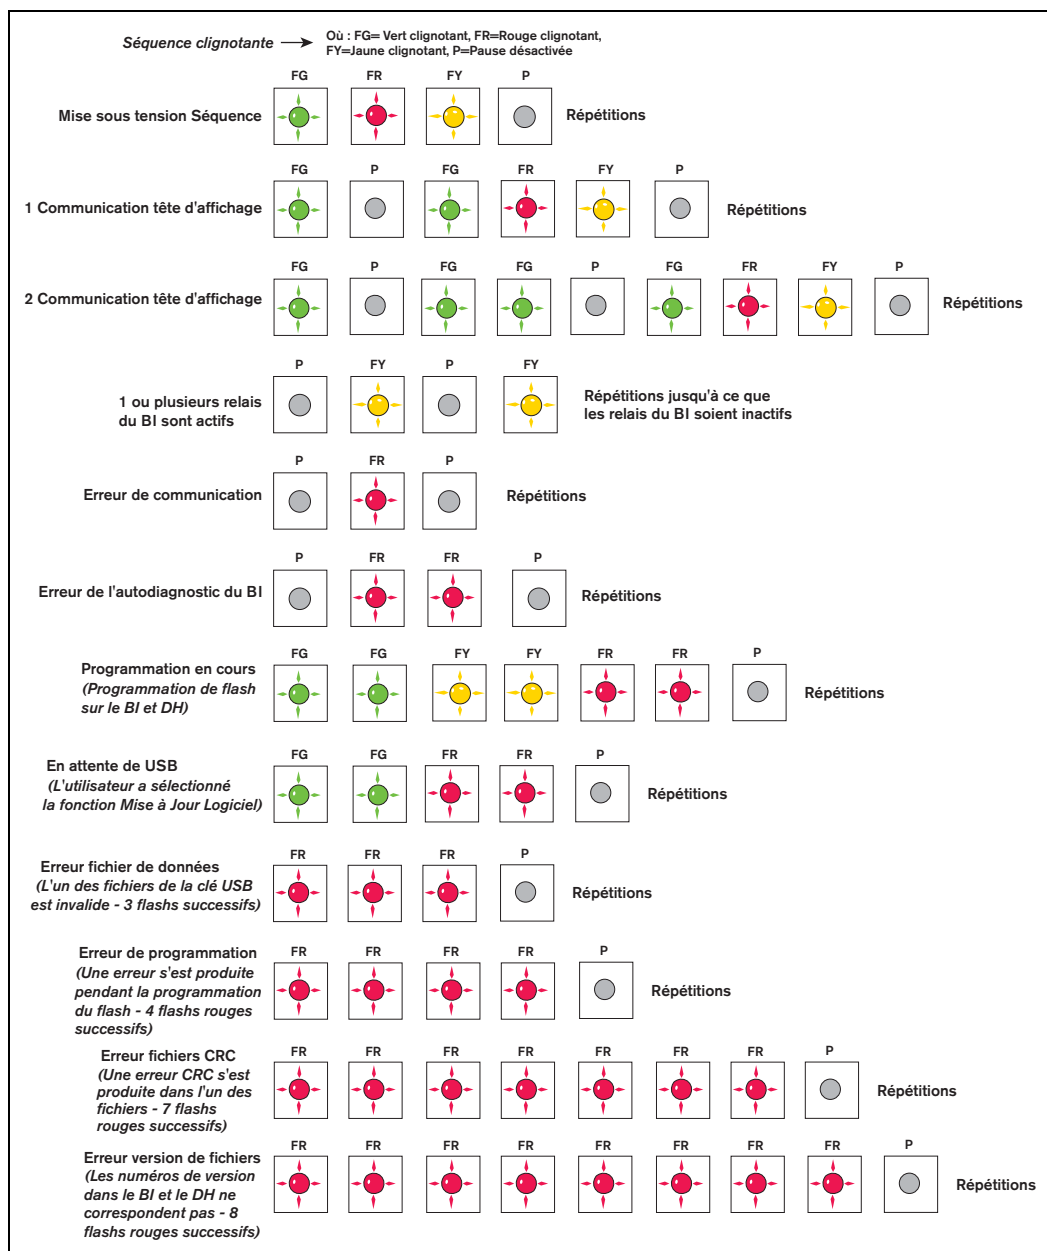 Séquence clignotante
Où : FG= Vert clignotant, FR=Rouge clignotant,
FY=Jaune clignotant, P=Pause désactivée
FG FR FY P
Mise sous tension Séquence
Répétitions
FG P FG FR FY P
1 Communication tête d'affichage
Répétitions
FG P FG FG P FG FR FY P
2 Communication tête d'affichage
Répétitions
P FY P FY
1 ou plusieurs relais
du BI sont actifs
Répétitions jusqu'à ce que
les relais du BI soient inactifs
P FR P
Erreur de communication
Répétitions
P FR FR P
Erreur de l'autodiagnostic du BI
Répétitions
FG FG FY FY FR FR P
Programmation en cours
(Programmation de flash
sur le BI et DH)
Répétitions
FG FG FR FR P
En attente de USB
(L'utilisateur a sélectionné
la fonction Mise à Jour Logiciel)
Répétitions
FR FR FR P
Erreur fichier de données
(L'un des fichiers de la clé USB
est invalide - 3 flashs successifs)
Répétitions
FR FR FR FR P
Erreur de programmation
(Une erreur s'est produite
pendant la programmation
du flash - 4 flashs rouges
successifs)
Répétitions
FR FR FR FR FR FR FR P
Erreur fichiers CRC
(Une erreur CRC s'est
produite dans l'un des
fichiers - 7 flashs
rouges successifs)
Répétitions
FR FR FR FR FR FR FR FR P
Erreur version de fichiers
(Les numéros de version
dans le BI et le DH ne
correspondent pas - 8
flashs rouges successifs)
Répétitions